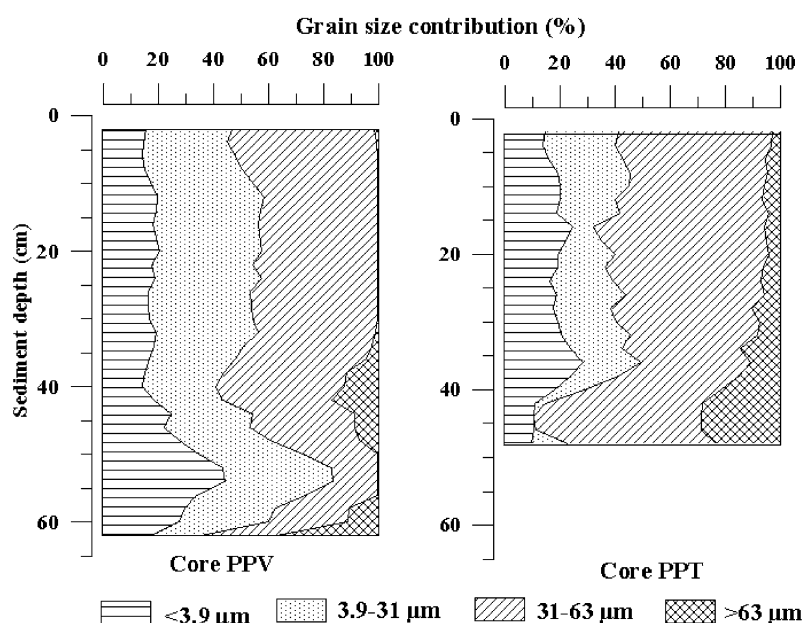 Grain size contribution (%)
0 20 40 60 80 100
0 20 40 60 80 100
0
20
40
60
Sediment depth (cm)
0
20
40
60
Core PPV
Core PPT
<3.9 μm
3.9-31 μm
31-63 μm
>63 μm